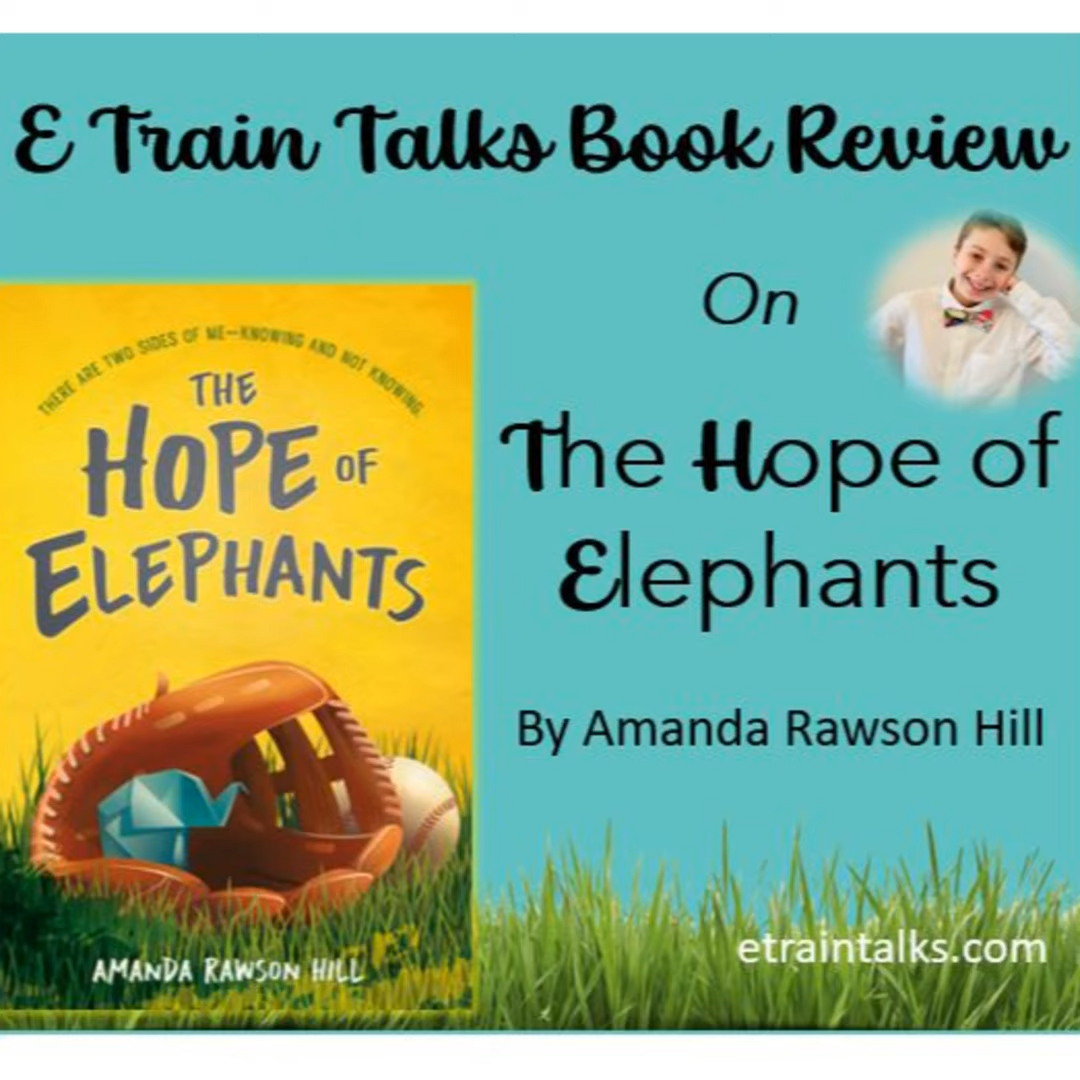 E Train Talks Book Review
On
The Hope of
Elephants
By Amanda Rawson Hill
etraintalks.com
THERE ARE TWO SIDES OF ME—KNOWING AND NOT KNOWING.
THE
HOPE OF
ELEPHANTS
AMANDA RAWSON HILL